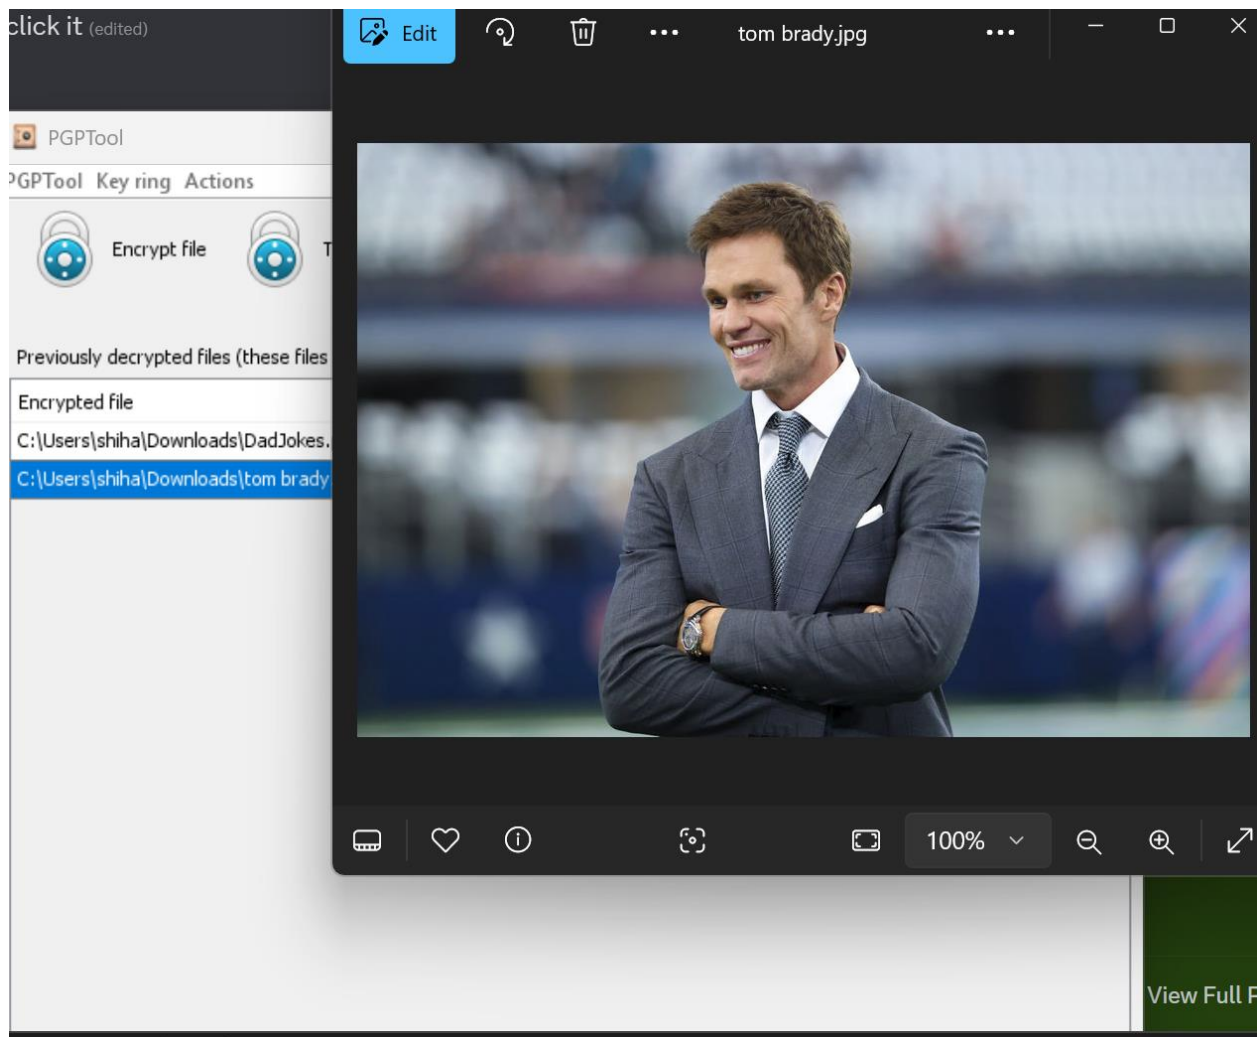 click it (edited)
Edit
tom brady.jpg
PGPTool
PGPTool Key ring Actions
Encrypt file
T
Previously decrypted files (these files
Encrypted file
C:\Users\shiha\Downloads\DadJokes.
C:\Users\shiha\Downloads\tom brady
100%
View Full P